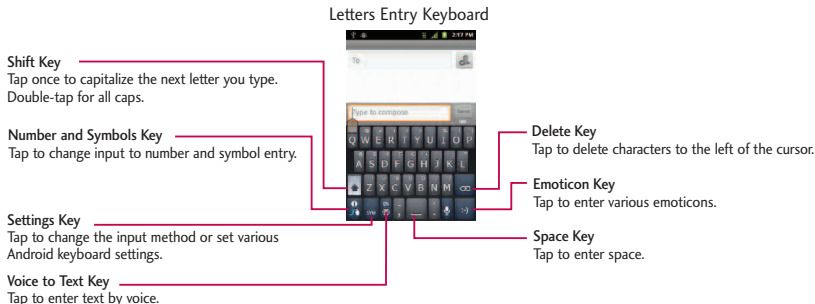 Letters Entry Keyboard
2:17 PM
To
Type to compose
Send
Q W E R T Y U I O P
A S D F G H J K L
Z X C V B N M
SYM
EN
:-)
Shift Key
Tap once to capitalize the next letter you type.
Double-tap for all caps.
Number and Symbols Key
Tap to change input to number and symbol entry.
Settings Key
Tap to change the input method or set various
Android keyboard settings.
Voice to Text Key
Tap to enter text by voice.
Delete Key
Tap to delete characters to the left of the cursor.
Emoticon Key
Tap to enter various emoticons.
Space Key
Tap to enter space.